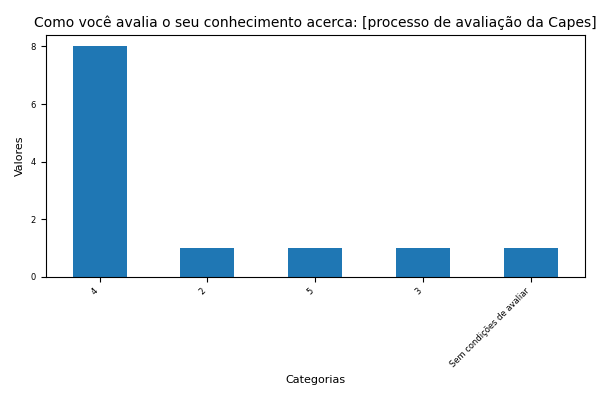 Como você avalia o seu conhecimento acerca: [processo de avaliação da Capes]
8
6
4
2
0
Valores
4
2
5
3
Sem condições de avaliar
Categorias